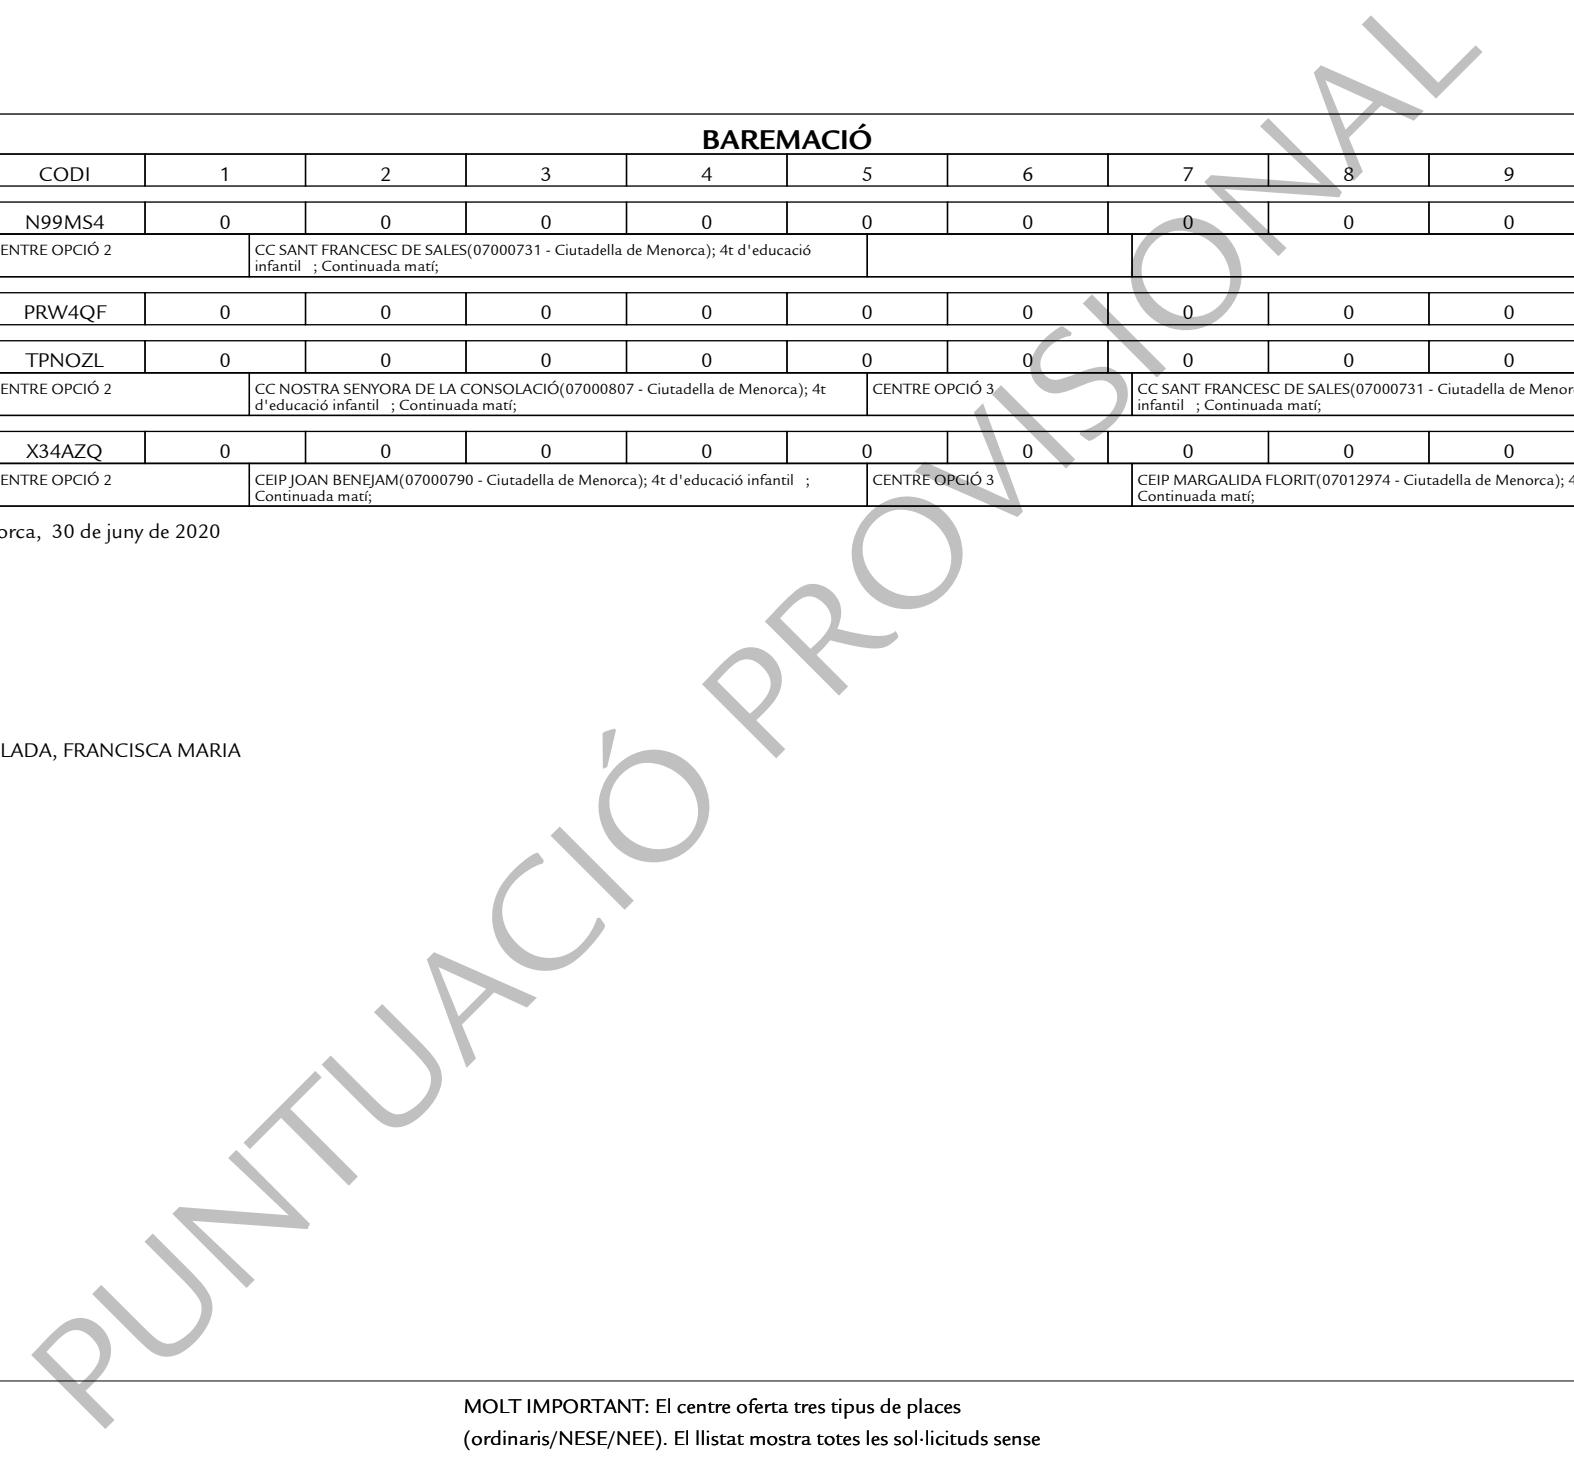 BAREMACIÓ
CODI 1 2 3 4 5 6 7 8 9
N99MS4 0 0 0 0 0 0 0 0 0
ENTRE OPCIÓ 2 CC SANT FRANCESC DE SALES(07000731 - Ciutadella de Menorca); 4t d'educació
infantil ; Continuada matí;
PRW4QF 0 0 0 0 0 0 0 0 0
TPNOZL 0 0 0 0 0 0 0 0 0
ENTRE OPCIÓ 2 CC NOSTRA SENYORA DE LA CONSOLACIÓ(07000807 - Ciutadella de Menorca); 4t CENTRE OPCIÓ 3 CC SANT FRANCESC DE SALES(07000731 - Ciutadella de Menor
d'educació infantil ; Continuada matí; infantil ; Continuada matí;
X34AZQ 0 0 0 0 0 0 0 0 0
ENTRE OPCIÓ 2 CEIP JOAN BENEJAM(07000790 - Ciutadella de Menorca); 4t d'educació infantil ; CENTRE OPCIÓ 3 CEIP MARGALIDA FLORIT(07012974 - Ciutadella de Menorca); 4
Continuada matí; Continuada matí;
orca, 30 de juny de 2020
LADA, FRANCISCA MARIA
PUNTUACIÓ PROVISIONAL
MOLT IMPORTANT: El centre oferta tres tipus de places
(ordinaris/NESE/NEE). El llistat mostra totes les sol·licituds sense